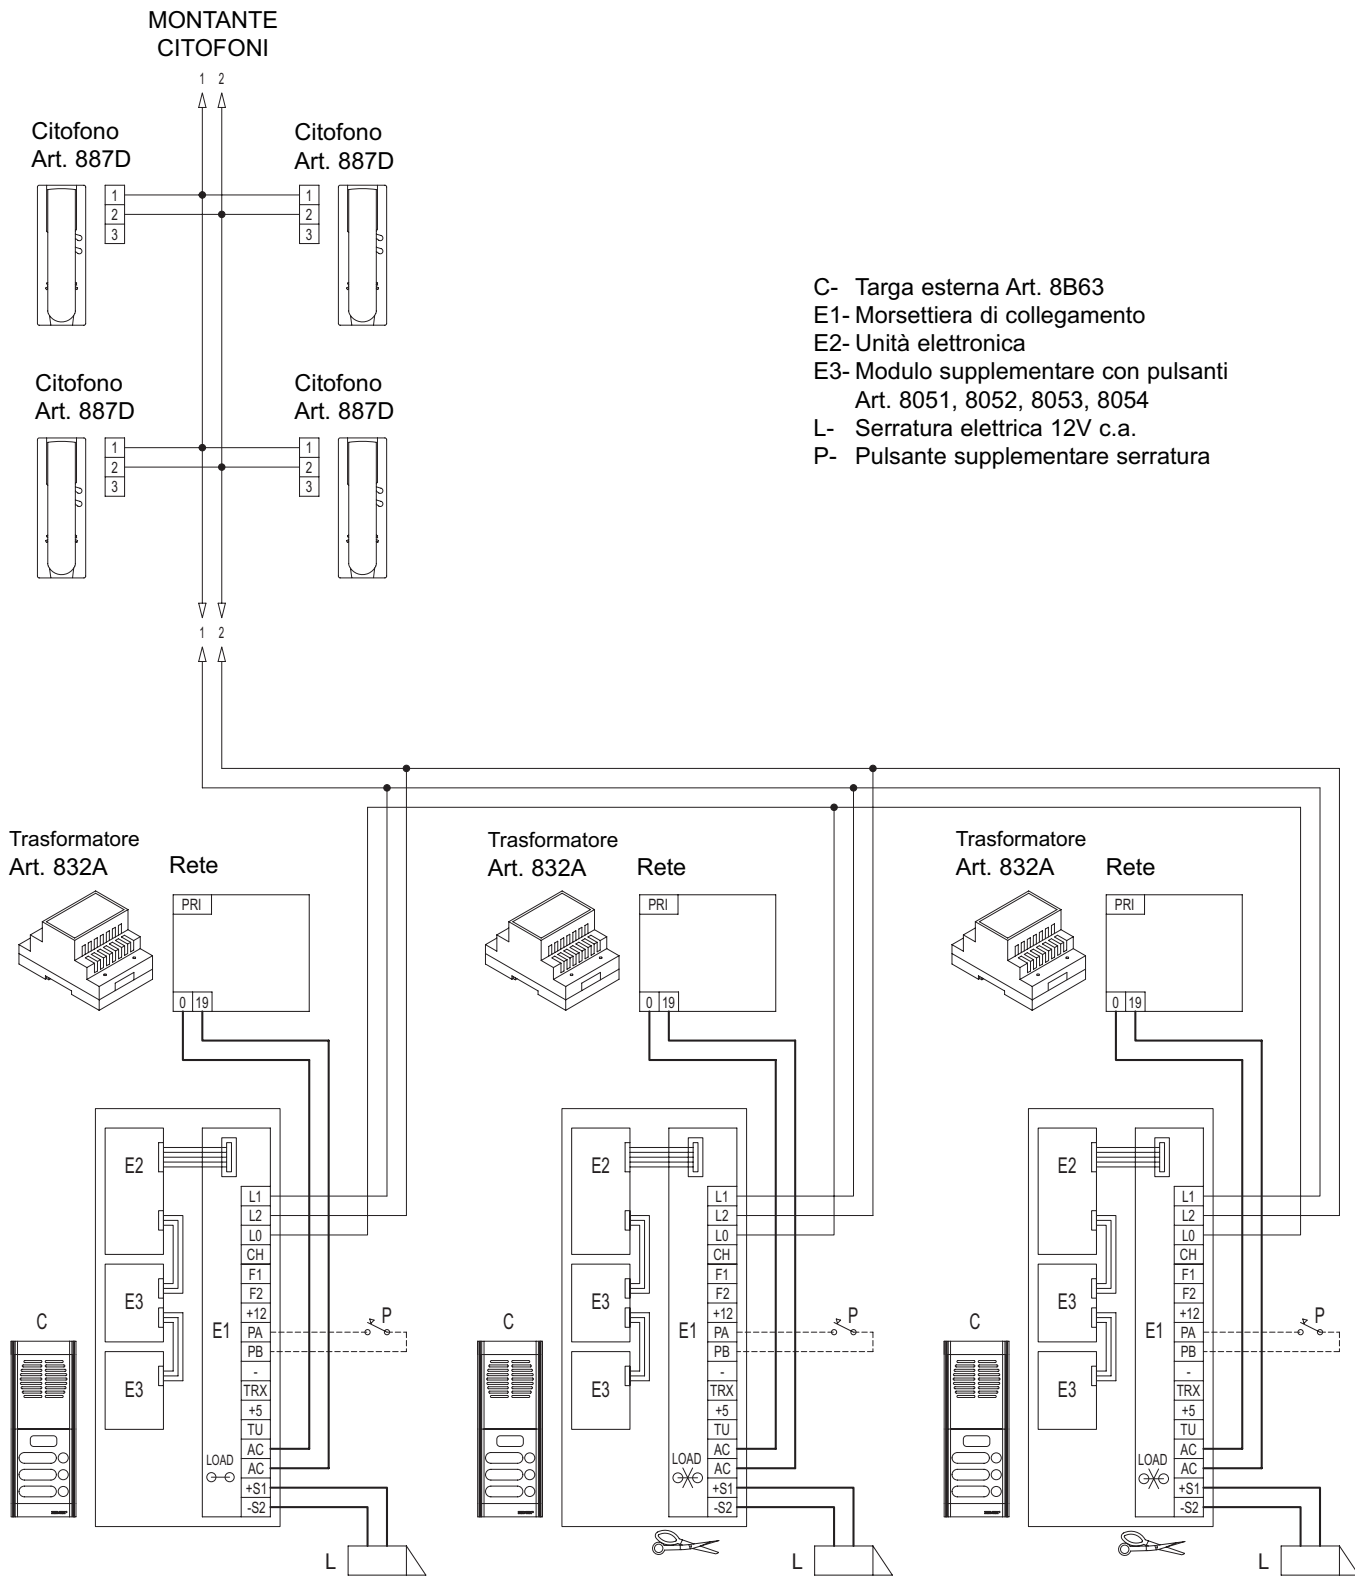 MONTANTE
CITOFONI
1 2
Citofono
Art. 887D
Citofono
Art. 887D
1
2
3
1
2
3
Citofono
Art. 887D
Citofono
Art. 887D
1
2
3
1
2
3
1 2
C- Targa esterna Art. 8B63
E1- Morsettiera di collegamento
E2- Unità elettronica
E3- Modulo supplementare con pulsanti
Art. 8051, 8052, 8053, 8054
L- Serratura elettrica 12V c.a.
P- Pulsante supplementare serratura
Trasformatore
Art. 832A
Rete
PRI
0 19
E2
E3
E3
E1
L1
L2
L0
CH
F1
F2
+12
PA
PB
-
TRX
+5
TU
AC
AC
+S1
-S2
LOAD
P
C
L
Trasformatore
Art. 832A
Rete
PRI
0 19
E2
E3
E3
E1
L1
L2
L0
CH
F1
F2
+12
PA
PB
-
TRX
+5
TU
AC
AC
+S1
-S2
LOAD
P
C
L
Trasformatore
Art. 832A
Rete
PRI
0 19
E2
E3
E3
E1
L1
L2
L0
CH
F1
F2
+12
PA
PB
-
TRX
+5
TU
AC
AC
+S1
-S2
LOAD
P
C
L